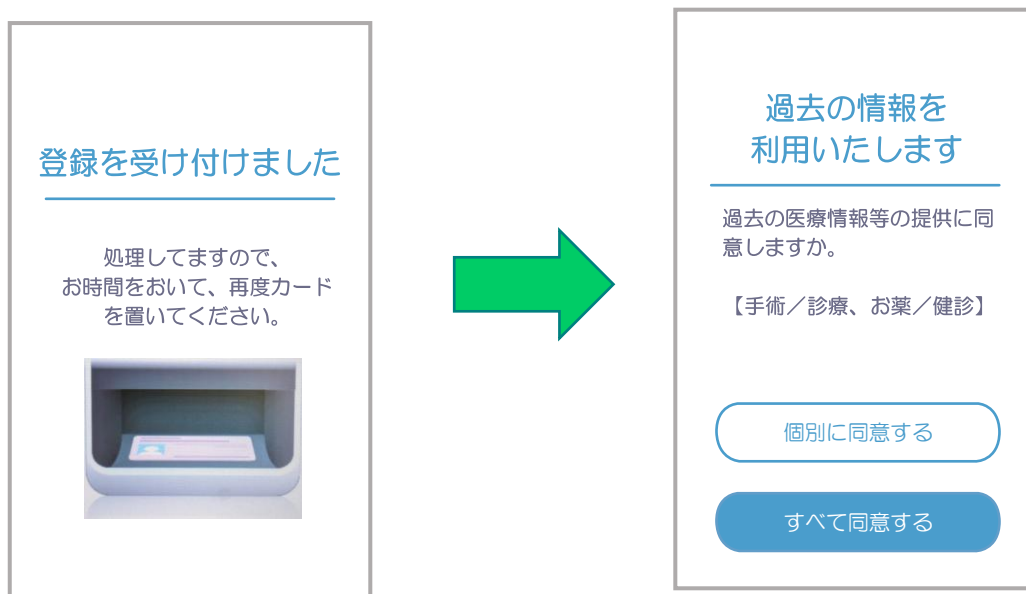 登録を受け付けました
処理してますので、
お時間をおいて、再度カード
を置いてください。
過去の情報を
利用いたします
過去の医療情報等の提供に同
意しますか。
【手術／診療、お薬／健診】
個別に同意する
すべて同意する